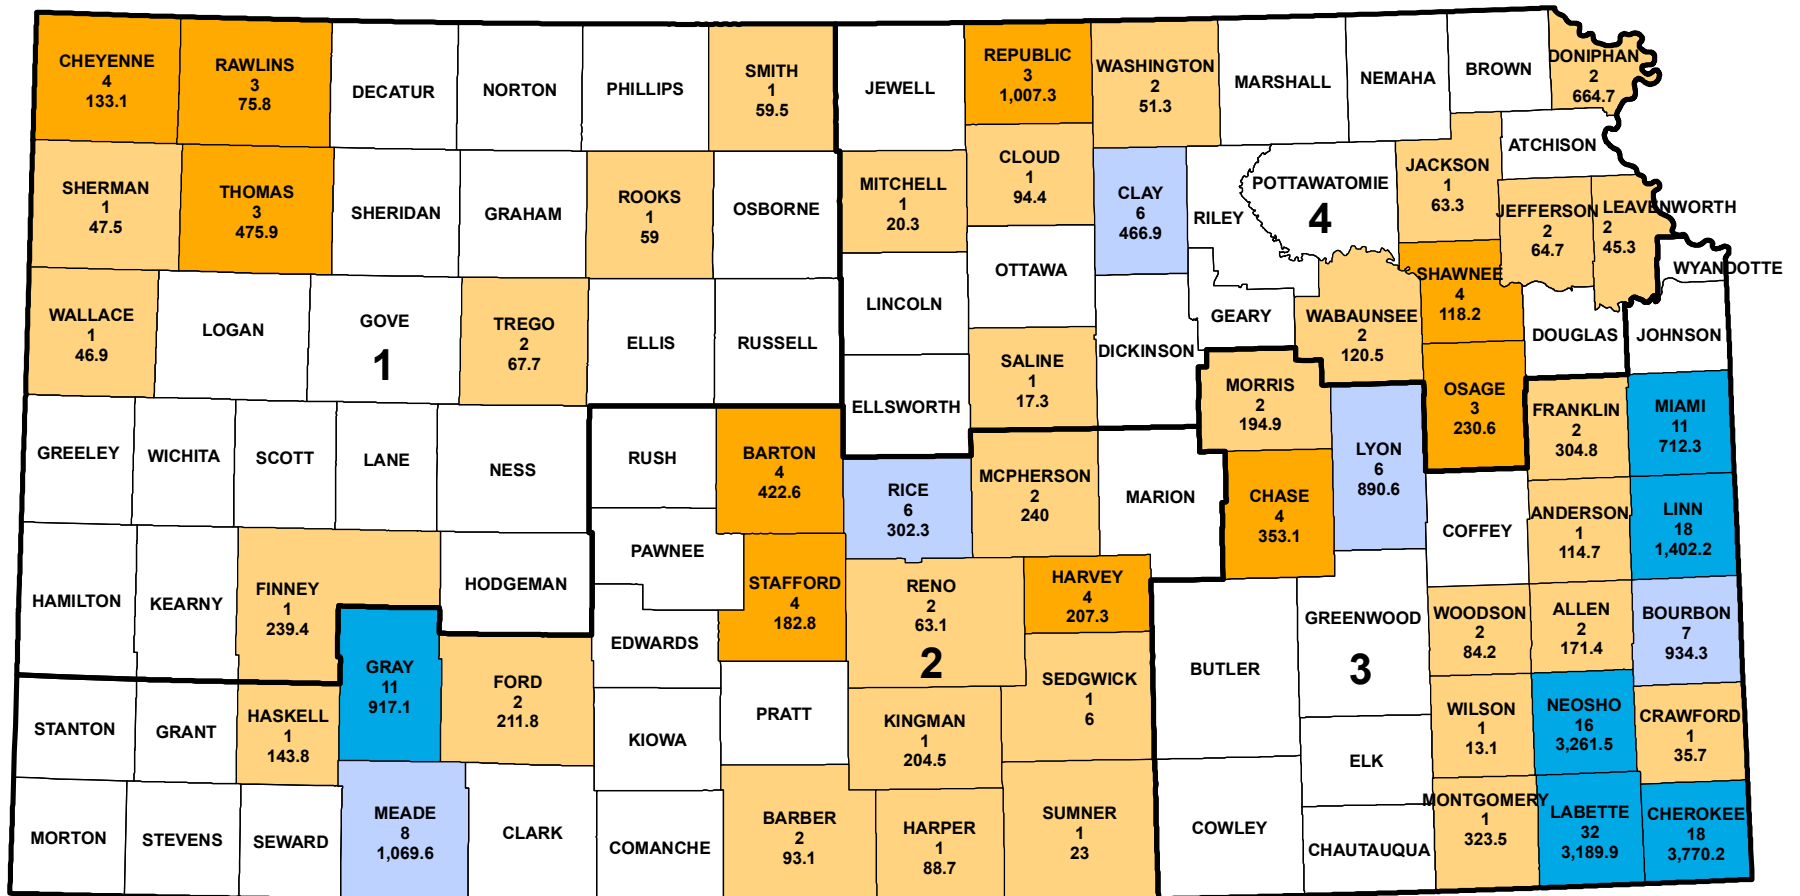 CHEYENNE
4
133.1
RAWLINS
3
75.8
DECATUR
NORTON
PHILLIPS
SMITH
1
59.5
JEWELL
REPUBLIC
3
1,007.3
WASHINGTON
2
51.3
MARSHALL
NEMAHA
BROWN
DONIPHAN
2
664.7
ATCHISON
SHERMAN
1
47.5
THOMAS
3
475.9
SHERIDAN
GRAHAM
ROOKS
1
59
OSBORNE
MITCHELL
1
20.3
CLOUD
1
94.4
CLAY
6
466.9
RILEY
POTTAWATOMIE
4
JACKSON
1
63.3
JEFFERSON
2
64.7
LEAVENWORTH
2
45.3
WYANDOTTE
WALLACE
1
46.9
LOGAN
GOVE
1
TREGO
2
67.7
ELLIS
RUSSELL
LINCOLN
OTTAWA
SALINE
1
17.3
DICKINSON
GEARY
WABAUNSEE
2
120.5
SHAWNEE
4
118.2
DOUGLAS
JOHNSON
ELLSWORTH
MORRIS
2
194.9
OSAGE
3
230.6
FRANKLIN
2
304.8
MIAMI
11
712.3
GREELEY
WICHITA
SCOTT
LANE
NESS
RUSH
BARTON
4
422.6
RICE
6
302.3
MCPHERSON
2
240
MARION
CHASE
4
353.1
LYON
6
890.6
COFFEY
ANDERSON
1
114.7
LINN
18
1,402.2
HAMILTON
KEARNY
FINNEY
1
239.4
HODGEMAN
PAWNEE
STAFFORD
4
182.8
EDWARDS
RENO
2
63.1
2
HARVEY
4
207.3
BUTLER
GREENWOOD
3
WOODSON
2
84.2
ALLEN
2
171.4
BOURBON
7
934.3
GRAY
11
917.1
FORD
2
211.8
SEDGWICK
1
6
STANTON
GRANT
HASKELL
1
143.8
KIOWA
PRATT
KINGMAN
1
204.5
ELK
WILSON
1
13.1
NEOSHO
16
3,261.5
CRAWFORD
1
35.7
MORTON
STEVENS
SEWARD
MEADE
8
1,069.6
CLARK
COMANCHE
BARBER
2
93.1
HARPER
1
88.7
SUMNER
1
23
COWLEY
CHAUTAUQUA
MONTGOMERY
1
323.5
LABETTE
32
3,189.9
CHEROKEE
18
3,770.2